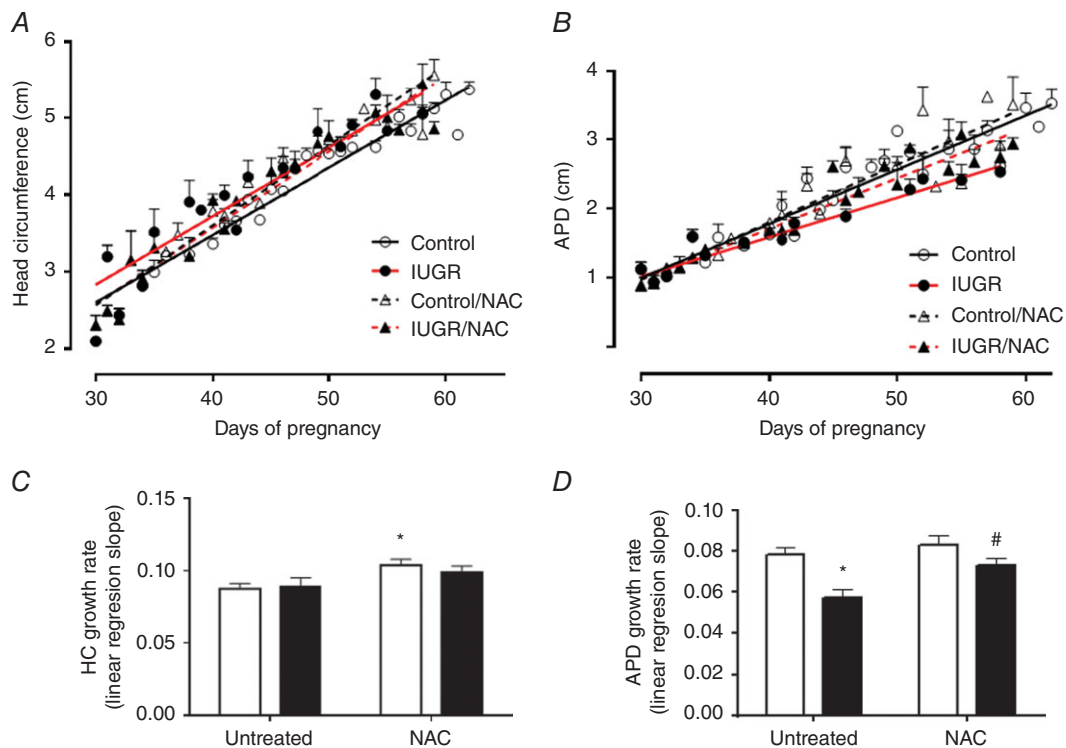 A
6
5
4
3
2
Head circumference (cm)
Control
IUGR
Control/NAC
IUGR/NAC
30 40 50 60
Days of pregnancy
B
4
3
2
1
APD (cm)
Control
IUGR
Control/NAC
IUGR/NAC
30 40 50 60
Days of pregnancy
C
0.15
0.10
0.05
0.00
HC growth rate
(linear regresion slope)
*
Untreated NAC
D
0.10
0.08
0.06
0.04
0.02
0.00
APD growth rate
(linear regresion slope)
*
#
Untreated NAC